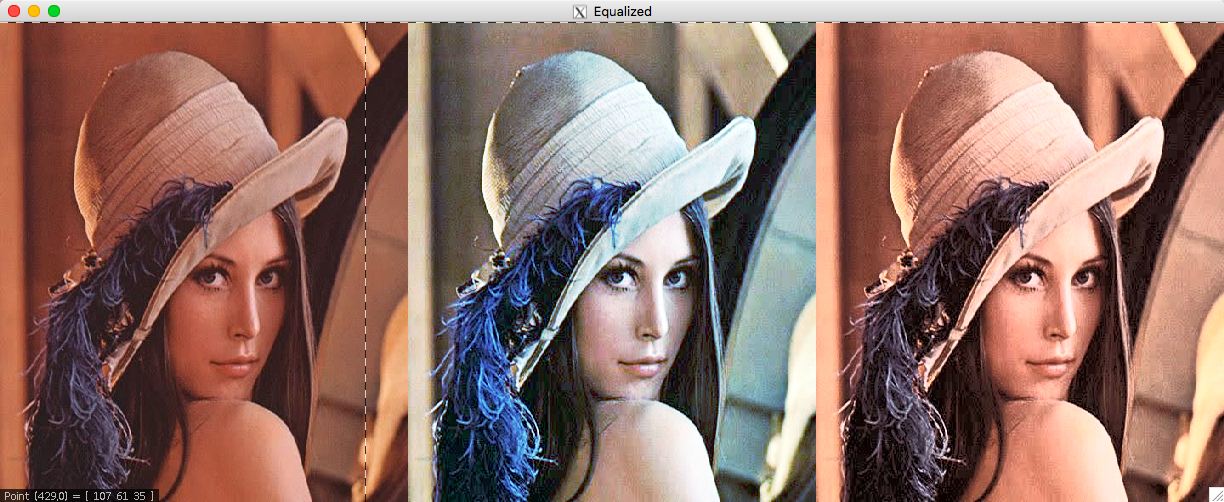 Equalized
Point (429,0) = [ 107 61 35 ]